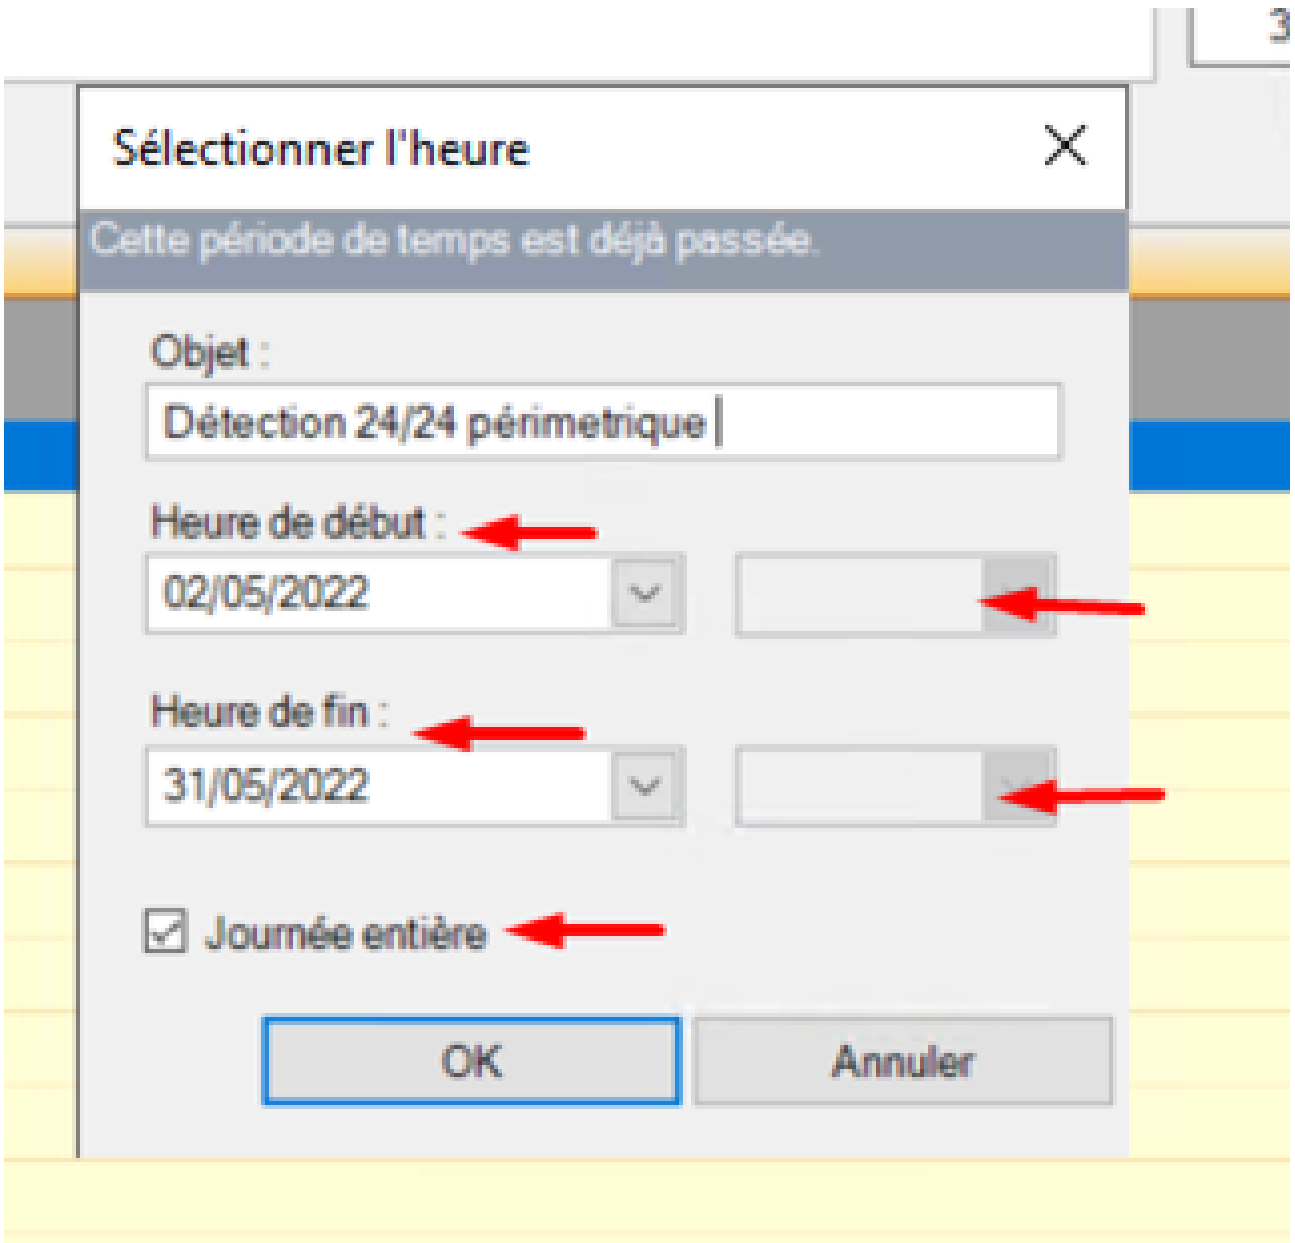 Sélectionner l'heure
Cette période de temps est déjà passée.
Objet :
Détection 24/24 périmetrique
Heure de début :
02/05/2022
Heure de fin :
31/05/2022
Journée entière
OK Annuler